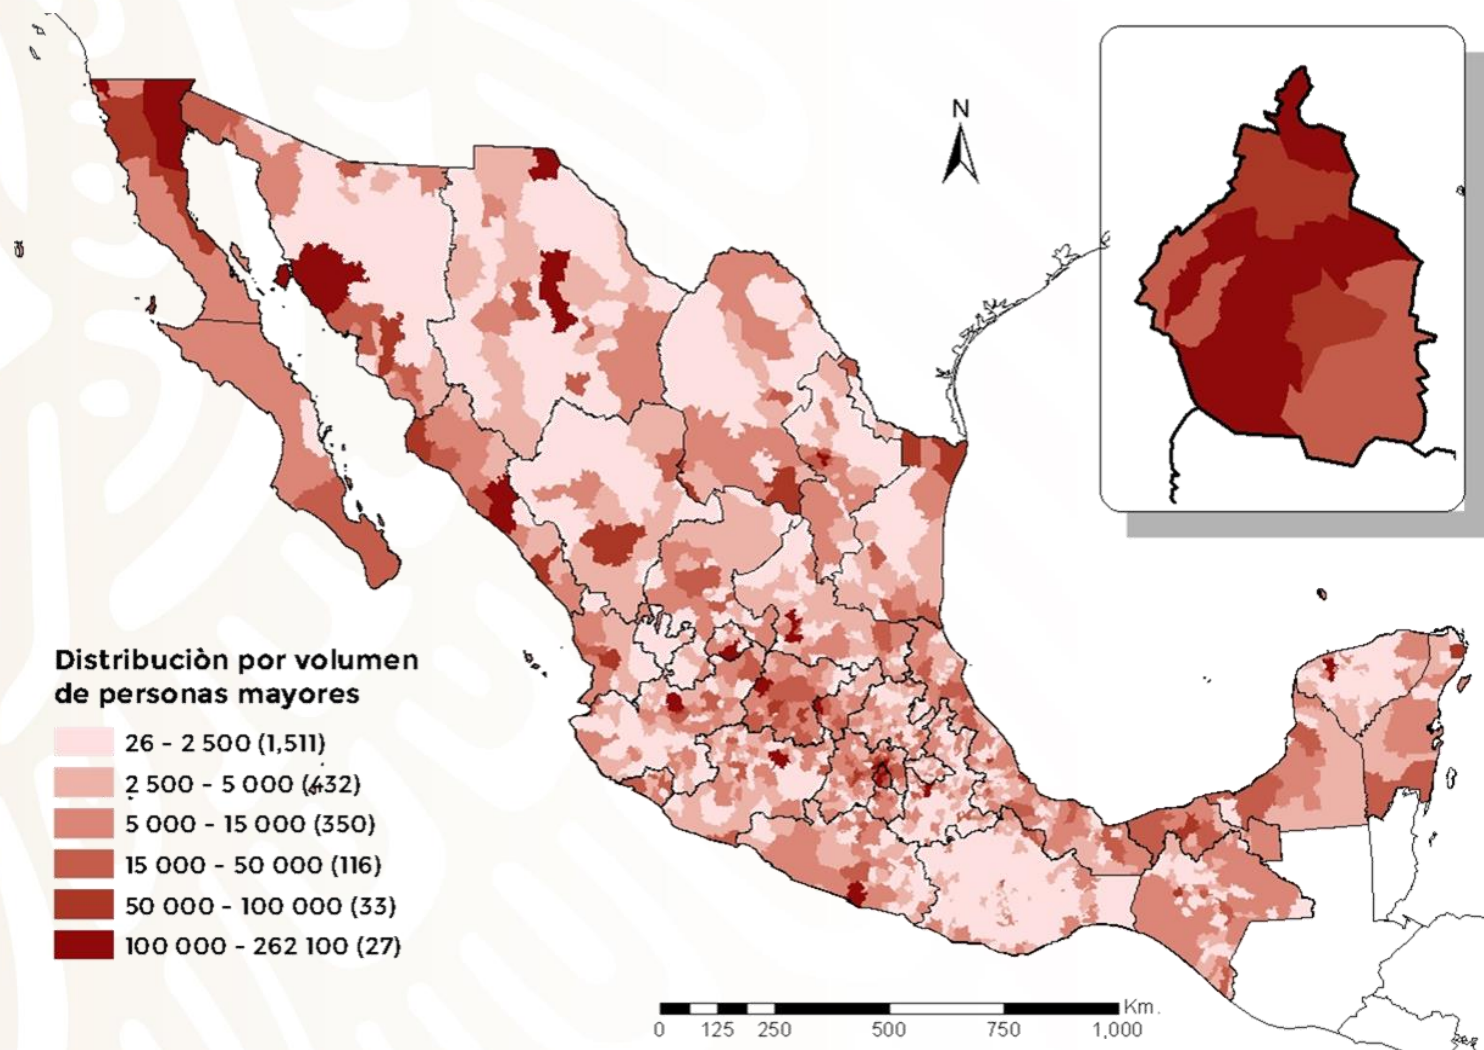 N
Distribuciòn por volumen
de personas mayores
26 - 2 500 (1,511)
2 500 - 5 000 (432)
5 000 - 15 000 (350)
15 000 - 50 000 (116)
50 000 - 100 000 (33)
100 000 - 262 100 (27)
Km.
0 125 250 500 750 1,000